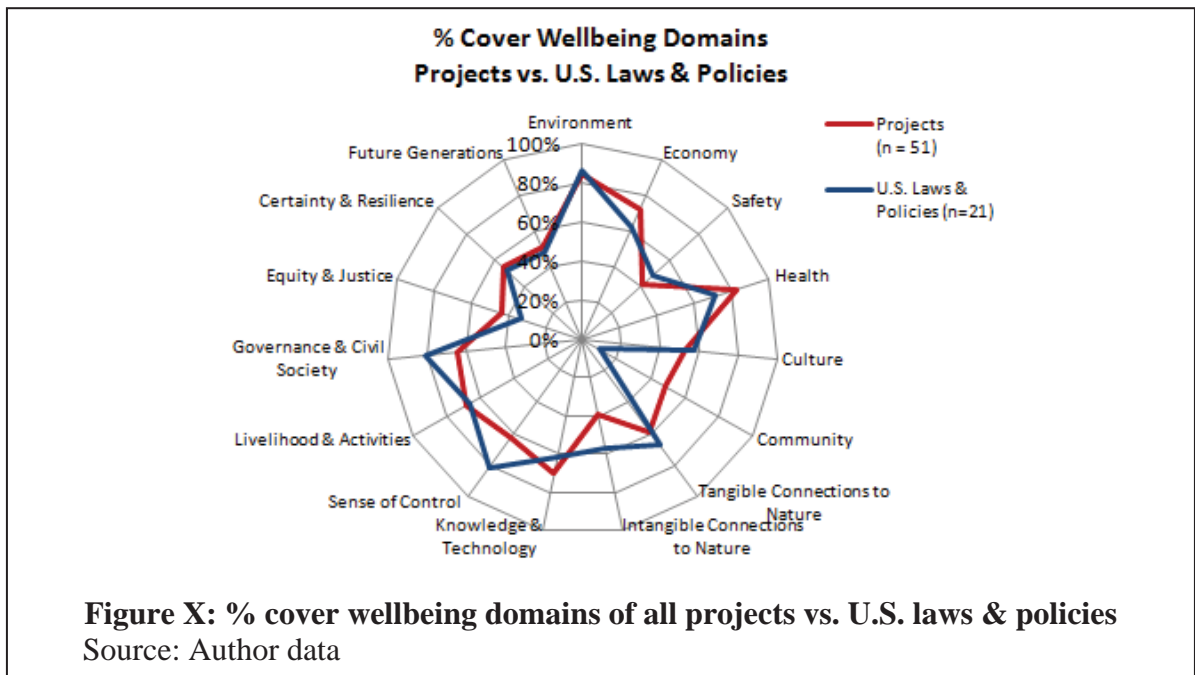 % Cover Wellbeing Domains
Projects vs. U.S. Laws & Policies
Environment
100%
80%
60%
40%
20%
0%
Economy
Safety
Health
Culture
Community
Tangible Connections to
Nature
Intangible Connections
to Nature
Knowledge &
Technology
Sense of Control
Livelihood & Activities
Governance & Civil
Society
Equity & Justice
Certainty & Resilience
Future Generations
Projects
(n = 51)
U.S. Laws &
Policies (n=21)
Figure X: % cover wellbeing domains of all projects vs. U.S. laws & policies
Source: Author data